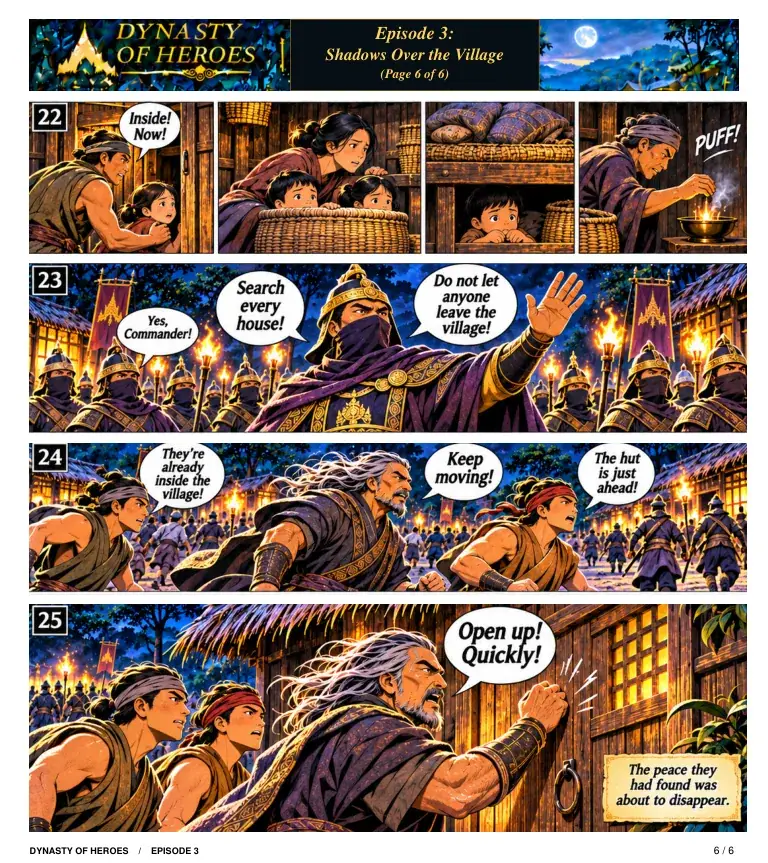 DYNASTY
OF HEROES
Episode 3:
Shadows Over the Village
(Page 6 of 6)
22
Inside!
Now!
PUFF!
23
Yes,
Commander!
Search
every
house!
Do not let
anyone
leave the
village!
24
They're
already
inside the
village!
Keep
moving!
The hut
is just
ahead!
25
Open up!
Quickly!
The peace they
had found was
about to disappear.
DYNASTY OF HEROES / EPISODE 3
6 / 6